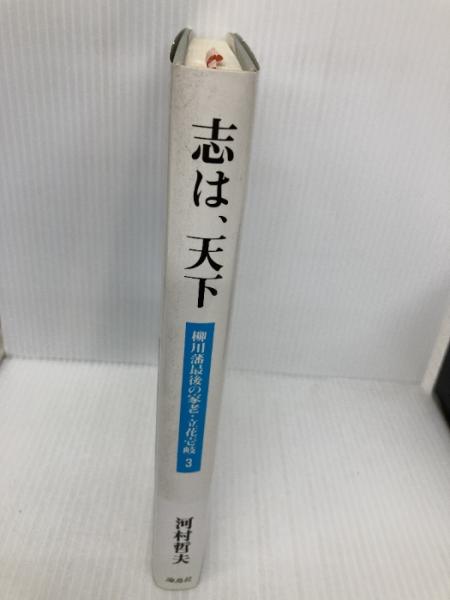 志は、天下
柳川藩最後の家老・立花壱岐 3
河村哲夫
海鳥社